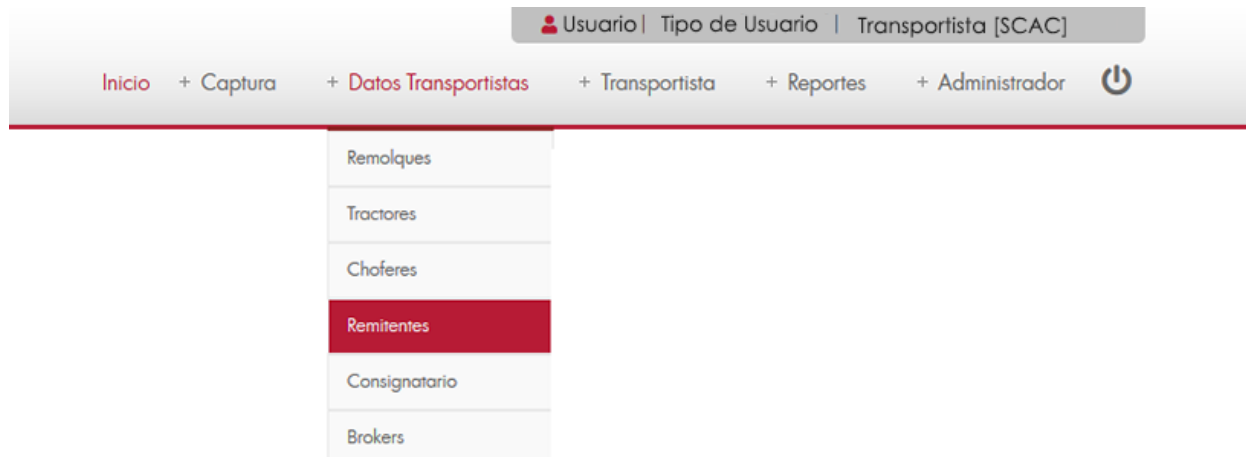 Usuario| Tipo de Usuario | Transportista [SCAC]
Inicio + Captura + Datos Transportistas + Transportista + Reportes + Administrador
Remolques
Tractores
Choferes
Remitentes
Consignatario
Brokers